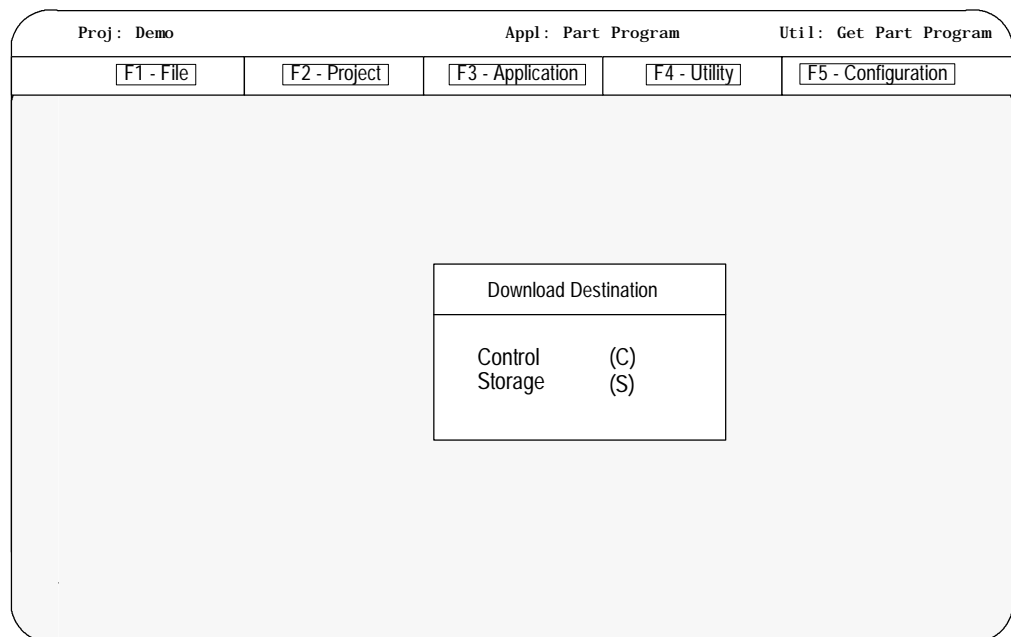 Proj: Demo Appl: Part Program Util: Get Part Program
F1 - File F2 - Project F3 - Application F4 - Utility F5 - Configuration
Download Destination
Control (C)
Storage (S)